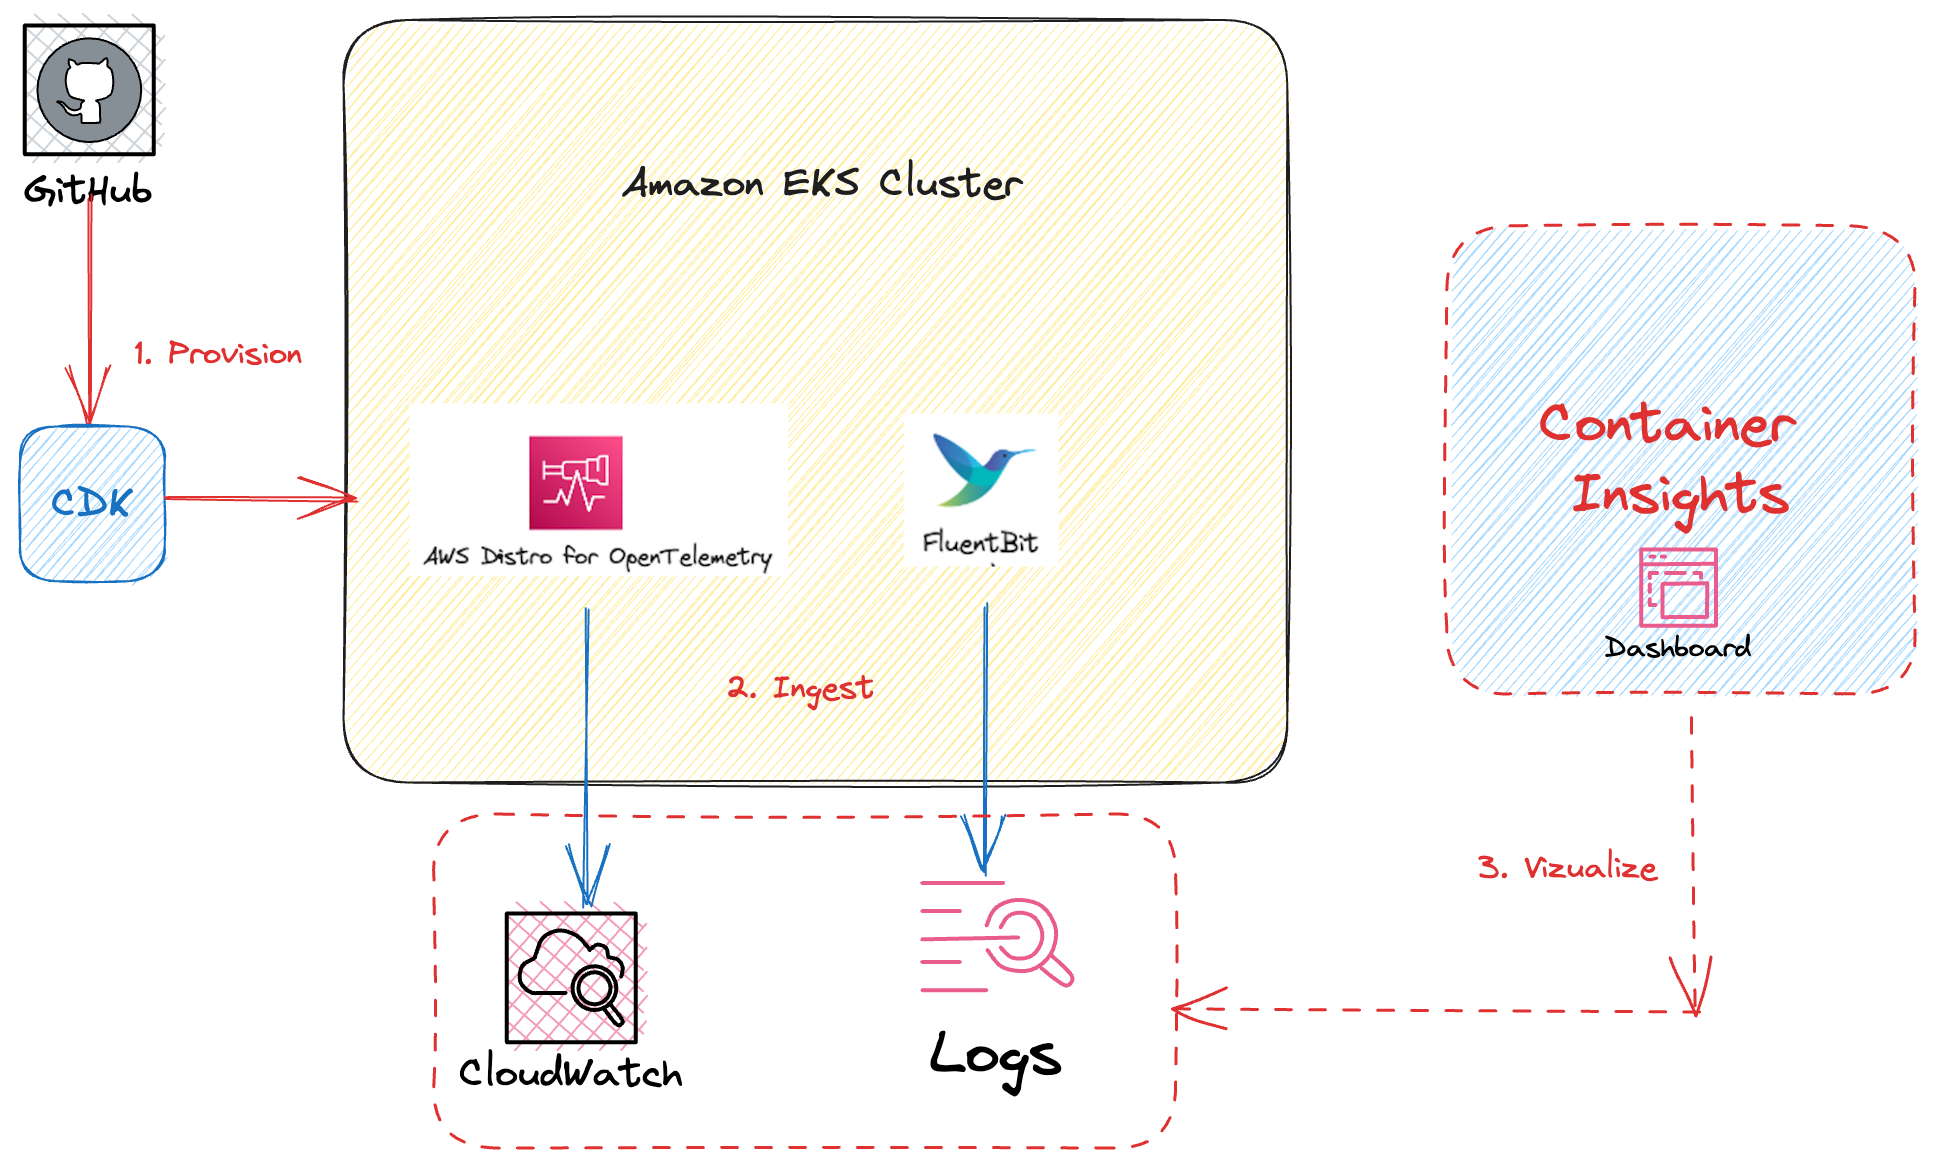 GitHub
Amazon EKS Cluster
1. Provision
CDK
AWS Distro for OpenTelemetry
FluentBit
2. Ingest
Container
Insights
Dashboard
3. Vizualize
CloudWatch
Logs